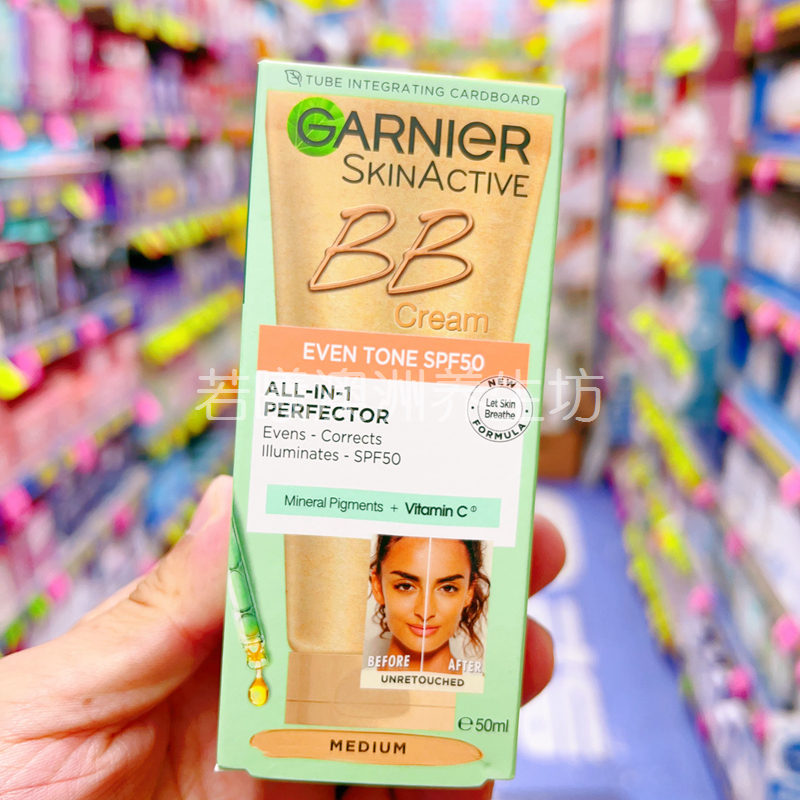 TUBE INTEGRATING CARDBOARD
GARNIER
SKINACTIVE
BB
Cream
EVEN TONE SPF50
ALL-IN-1
PERFECTOR
Evens - Corrects
Illuminates - SPF50
NEW
Let Skin
Breathe
FORMULA
Mineral Pigments + Vitamin C
BEFORE AFTER
UNRETOUCHED
e50ml
MEDIUM